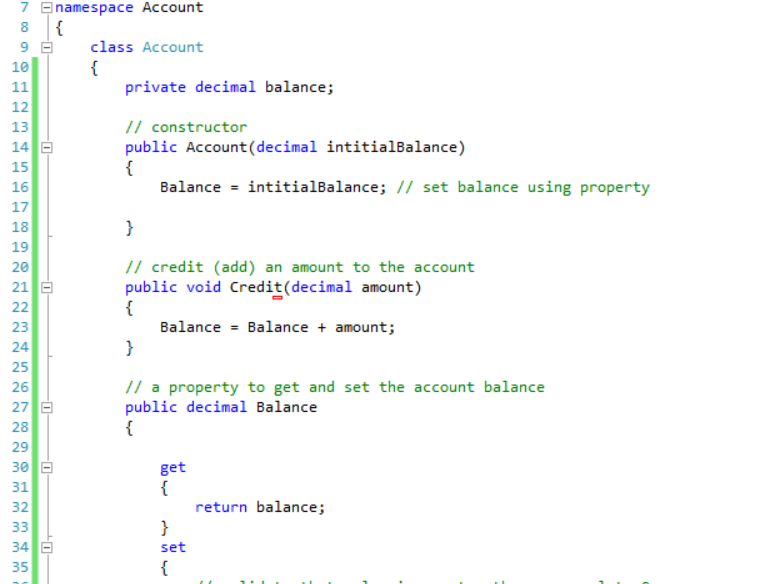 7 namespace Account
8 {
9     class Account
10     {
11         private decimal balance;
12
13         // constructor
14         public Account(decimal intitialBalance)
15         {
16             Balance = intitialBalance; // set balance using property
17
18         }
19
20         // credit (add) an amount to the account
21         public void Credit(decimal amount)
22         {
23             Balance = Balance + amount;
24         }
25
26         // a property to get and set the account balance
27         public decimal Balance
28         {
29
30             get
31             {
32                 return balance;
33             }
34             set
35             {